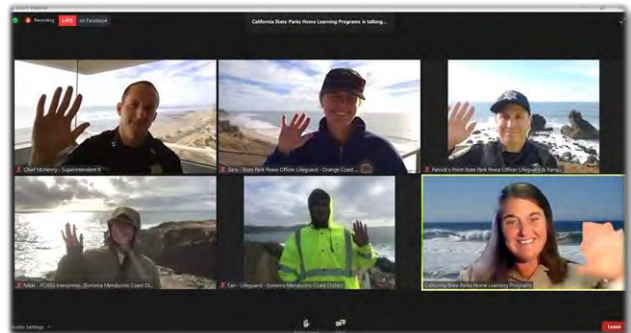 Recording LIVE on Facebook
California State Parks Home Learning Programs is talking...
Chief McHenry - Superintendent II
Sara - State Park Peace Officer Lifeguard - Orange Coast ...
Patrick's Point State Park Peace Officer Lifeguard & Rang...
Nikki - PORTS Interpreter, Sonoma Mendocino Coast Di...
Ean - Lifeguard - Sonoma Mendocino Coast District
California State Parks Home Learning Programs
Audio Settings
Leave